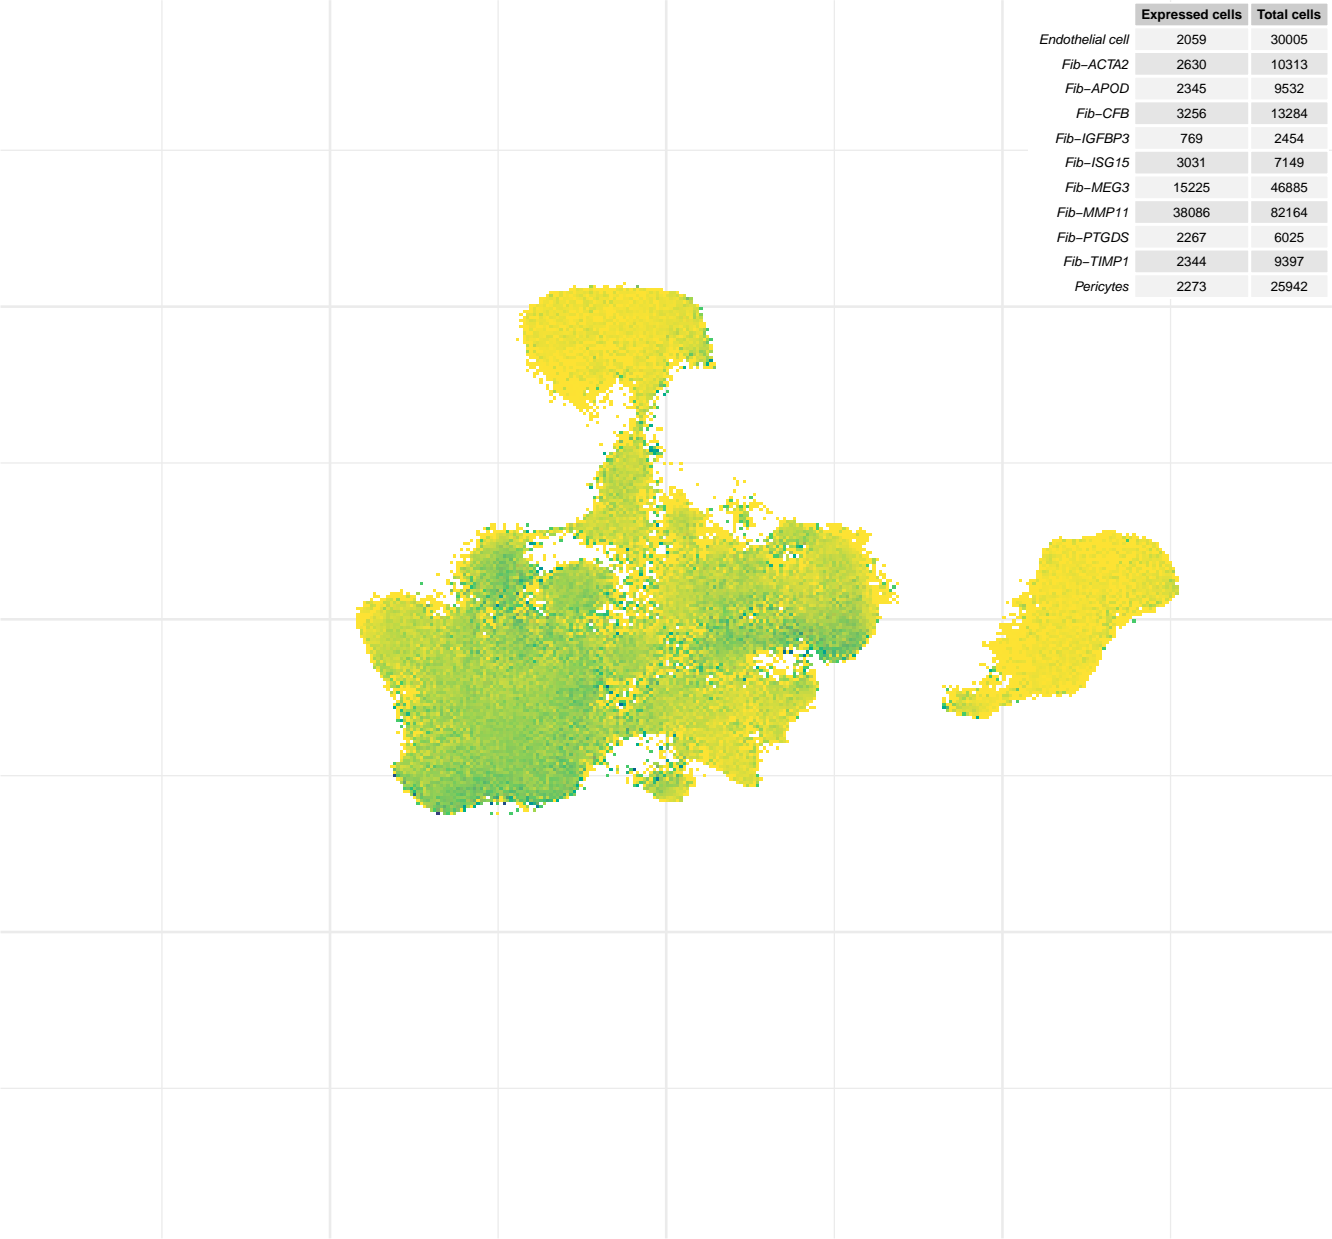 Expressed cells Total cells
Endothelial cell 2059 30005
Fib−ACTA2 2630 10313
Fib−APOD 2345 9532
Fib−CFB 3256 13284
Fib−IGFBP3 769 2454
Fib−ISG15 3031 7149
Fib−MEG3 15225 46885
Fib−MMP11 38086 82164
Fib−PTGDS 2267 6025
Fib−TIMP1 2344 9397
Pericytes 2273 25942